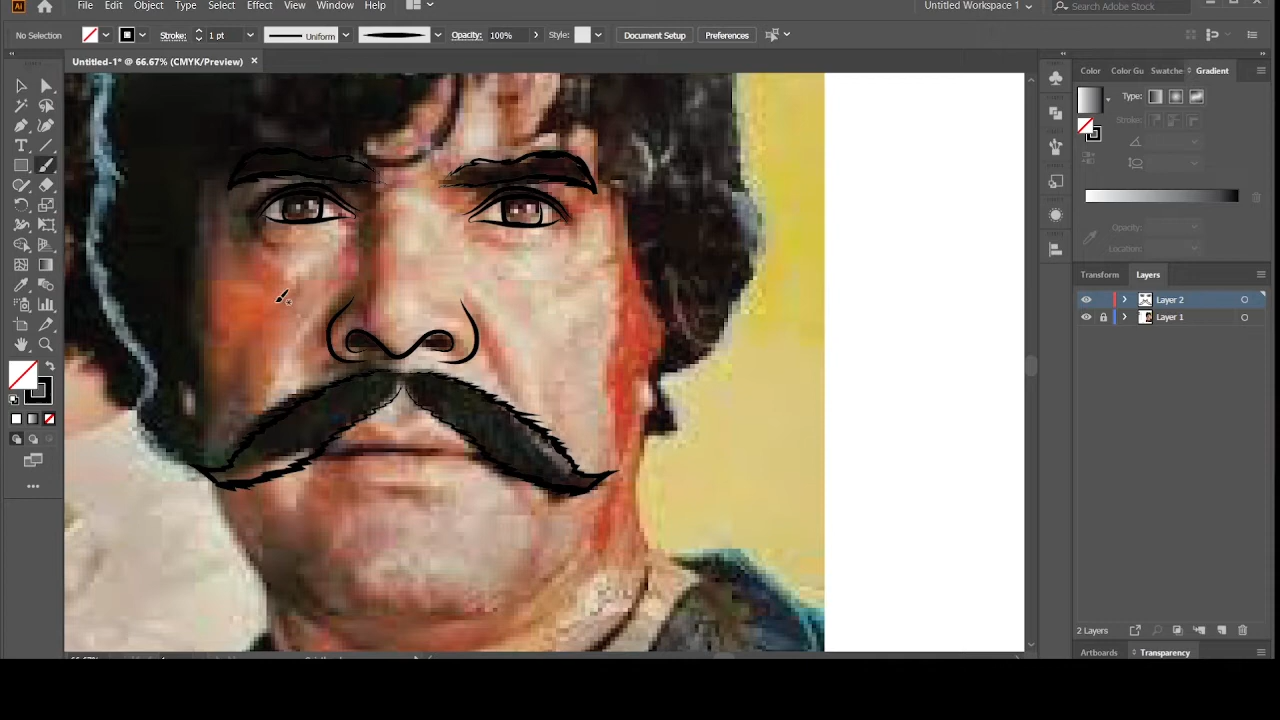 Ai File Edit Object Type Select Effect View Window Help Untitled Workspace 1 Search Adobe Stock
No Selection Stroke: 1 pt Uniform Opacity: 100% Style: Document Setup Preferences
Untitled-1* @ 66.67% (CMYK/Preview) Color Color Gu Swatche Gradient
Type:
Stroke:
Opacity:
Location:
Transform Layers
Layer 2
Layer 1
2 Layers
Artboards Transparency